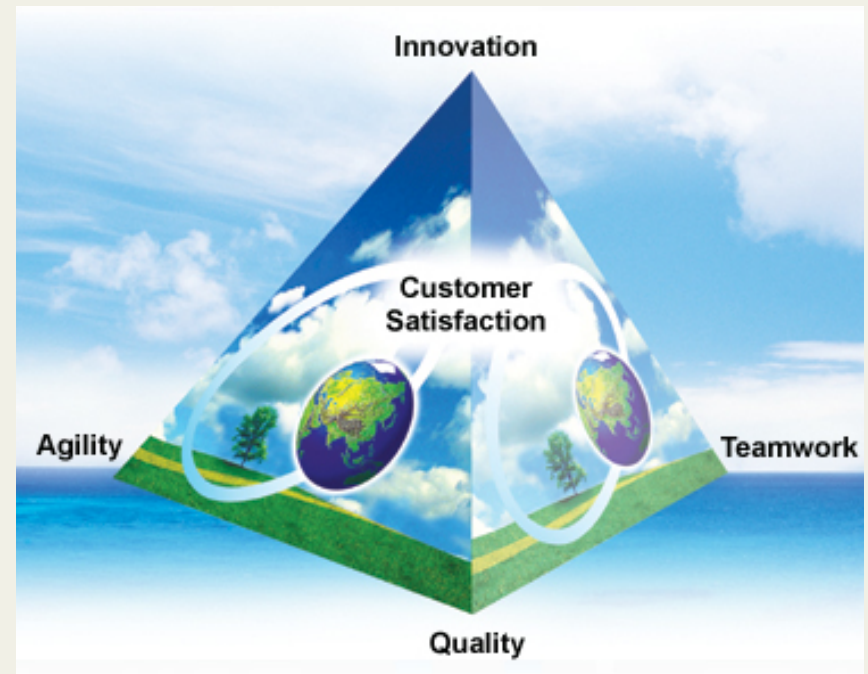 Innovation
Customer
Satisfaction
Agility
Teamwork
Quality